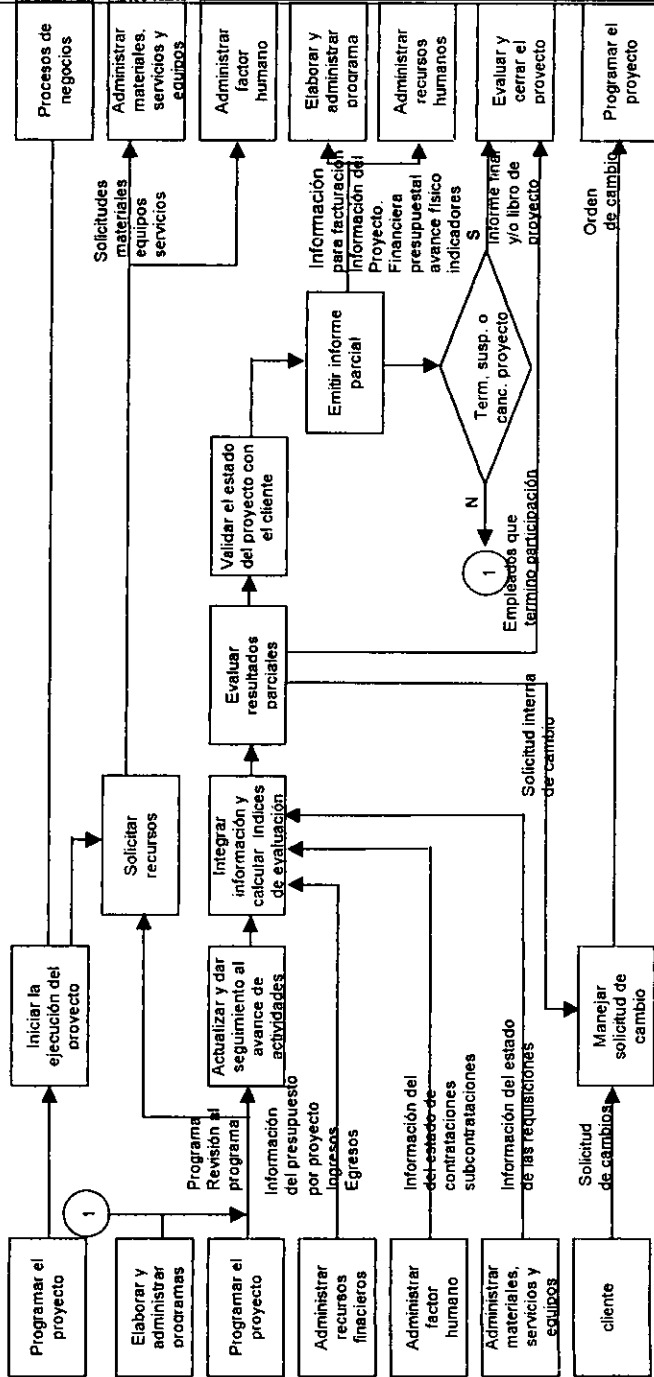 Programar el
proyecto
1
Elaborar y
administrar
programas
Programar el
proyecto
Administrar
recursos
finacieros
Administrar
factor
humano
Administrar
materiales,
servicios y
equipos
cliente
Programa
Revisión al
programa
Información
del presupuesto
por proyecto
Ingresos
Egresos
Información del
del estado de
contrataciones
subcontrataciones
Información del estado
de las requisiciones
Solicitud
de cambios
Iniciar la
ejecución del
proyecto
Actualizar y dar
seguimiento al
avance de
actividades
Manejar
solicitud de
cambio
Solicitar
recursos
Integrar
información y
calcular Indices
de evaluación
Evaluar
resultados
parciales
Solicitud interna
de cambio
Validar el estado
del proyecto con
el cliente
Emitir informe
parcial
Term, susp. o
canc. proyecto
N
S
1
Empleados que
termino participación
Solicitudes
materiales
equipos
servicios
Información
para facturación
Información del
Proyecto.
Financiera
presupuestal
avance físico
indicadores
Informe final
y/o libro de
proyecto
Orden
de cambio
Procesos de
negocios
Administrar
materiales,
servicios y
equipos
Administrar
factor
humano
Elaborar y
administrar
programa
Administrar
recursos
humanos
Evaluar y
cerrar el
proyecto
Programar el
proyecto